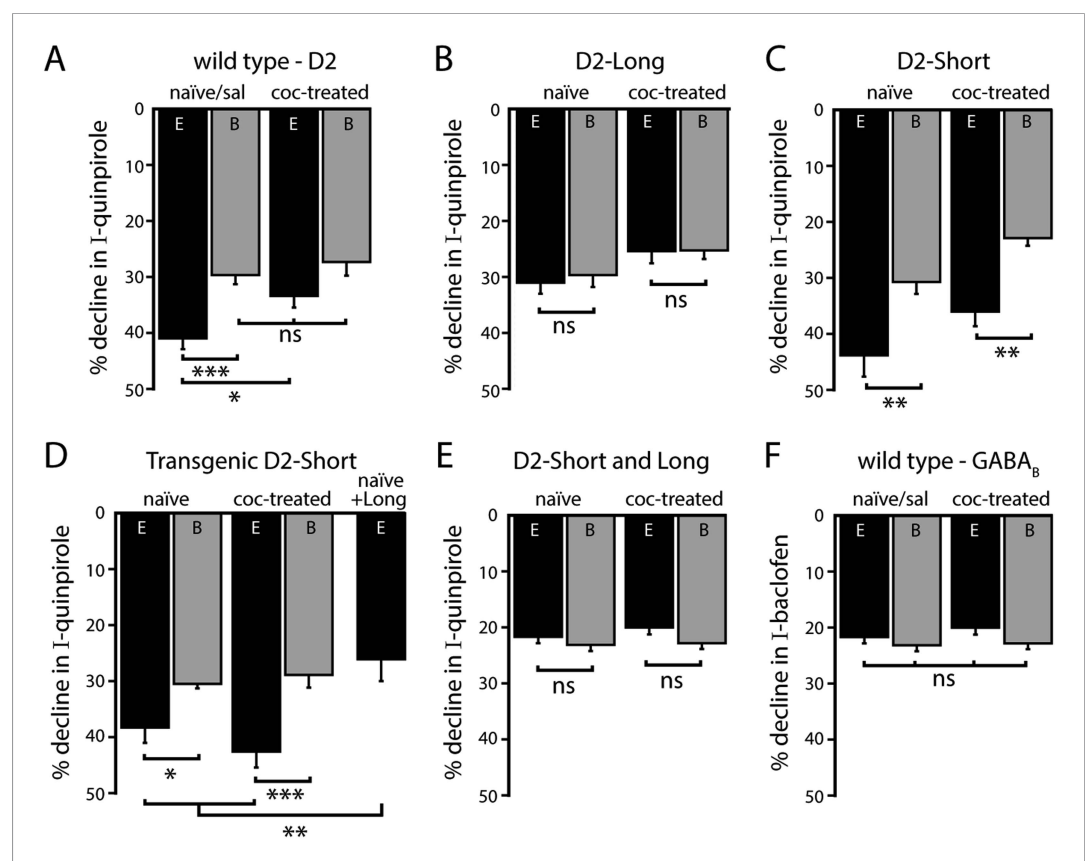 A
wild type - D2
naïve/sal coc-treated
% decline in I-quinpirole
0
10
20
30
40
50
E B E B
ns
***
*
B
D2-Long
naïve coc-treated
% decline in I-quinpirole
0
10
20
30
40
50
E B E B
ns ns
C
D2-Short
naïve coc-treated
% decline in I-quinpirole
0
10
20
30
40
50
E B E B
**
**
D
Transgenic D2-Short
naïve coc-treated naïve
+Long
% decline in I-quinpirole
0
10
20
30
40
50
E B E B E
*
***
**
E
D2-Short and Long
naïve coc-treated
% decline in I-quinpirole
0
10
20
30
40
50
E B E B
ns ns
F
wild type - GABA_B
naïve/sal coc-treated
% decline in I-baclofen
0
10
20
30
40
50
E B E B
ns